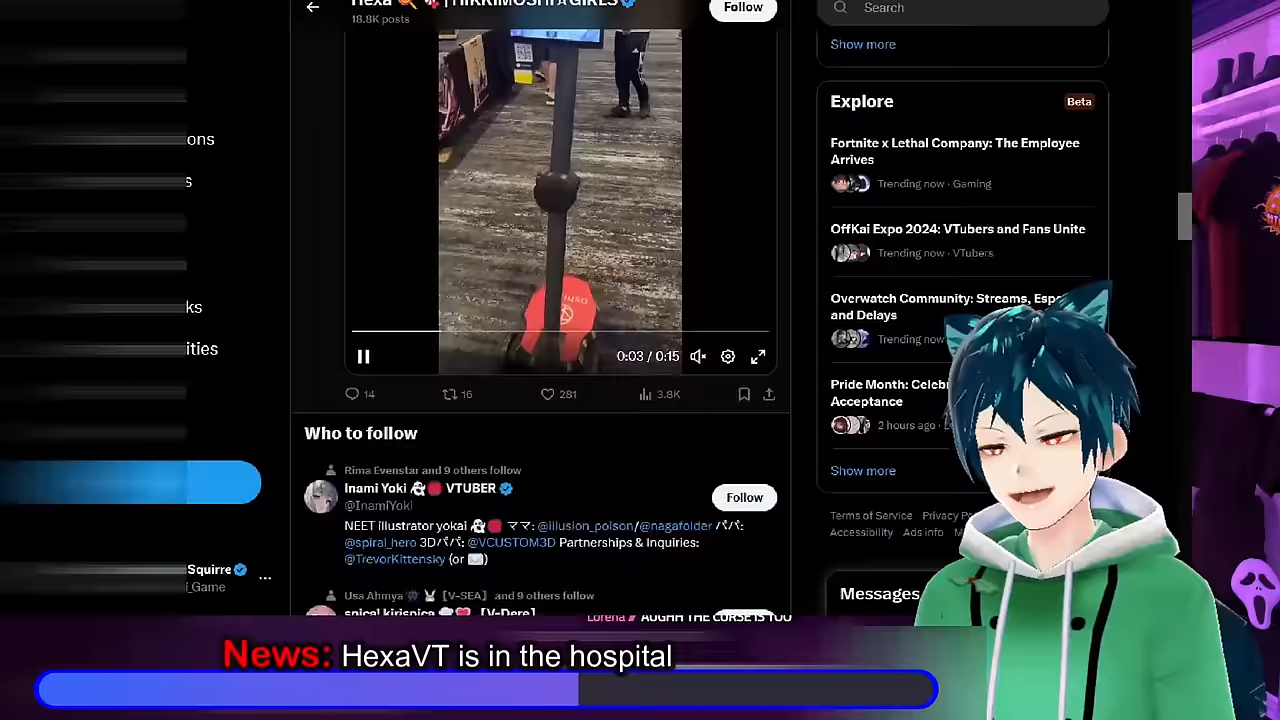 18.8K posts
Follow
ons
s
ks
ities
Squirre
_Game
0:03 / 0:15
14
16
281
3.8K
Who to follow
Rima Evenstar and 9 others follow
Inami Yoki 👻🔴 VTUBER
@InamiYoki
Follow
NEET illustrator yokai 👻🔴 ママ: @illusion_poison/@nagafolder パパ:
@spiral_hero 3Dパパ: @VCUSTOM3D Partnerships & Inquiries:
@TrevorKittensky (or ✉️)
Usa Ahmya 🐰 [V-SEA] and 9 others follow
spical kirispica [V-Dere]
Search
Show more
Explore
Beta
Fortnite x Lethal Company: The Employee
Arrives
Trending now · Gaming
OffKai Expo 2024: VTubers and Fans Unite
Trending now · VTubers
Overwatch Community: Streams, Esp
and Delays
Trending now
Pride Month: Celeb
Acceptance
2 hours ago ·
Show more
Terms of Service Privacy P
Accessibility Ads info
Messages
Lorena AUGHH THE CURSE IS YOU
News: HexaVT is in the hospital